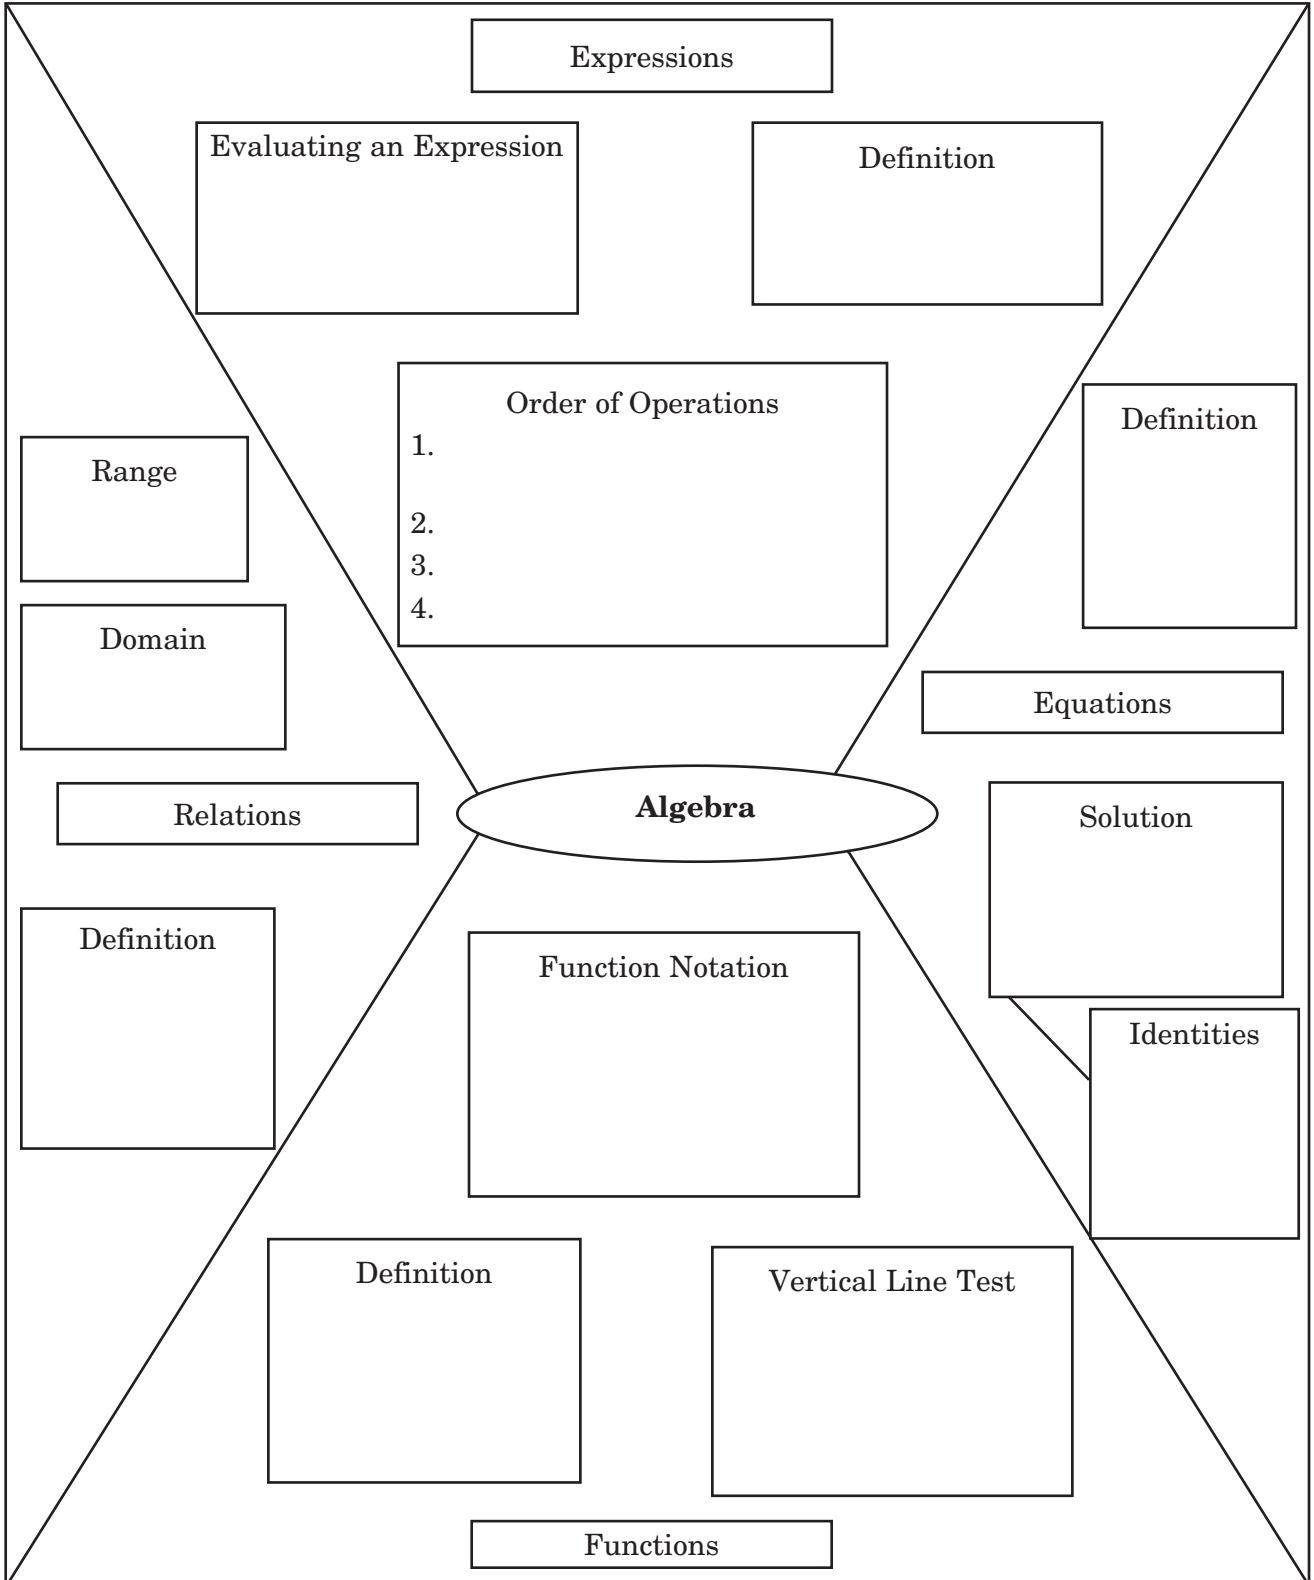 Expressions
Evaluating an Expression
Definition
Order of Operations
1.
2.
3.
4.
Definition
Range
Domain
Equations
Relations
Algebra
Solution
Definition
Function Notation
Identities
Definition
Vertical Line Test
Functions